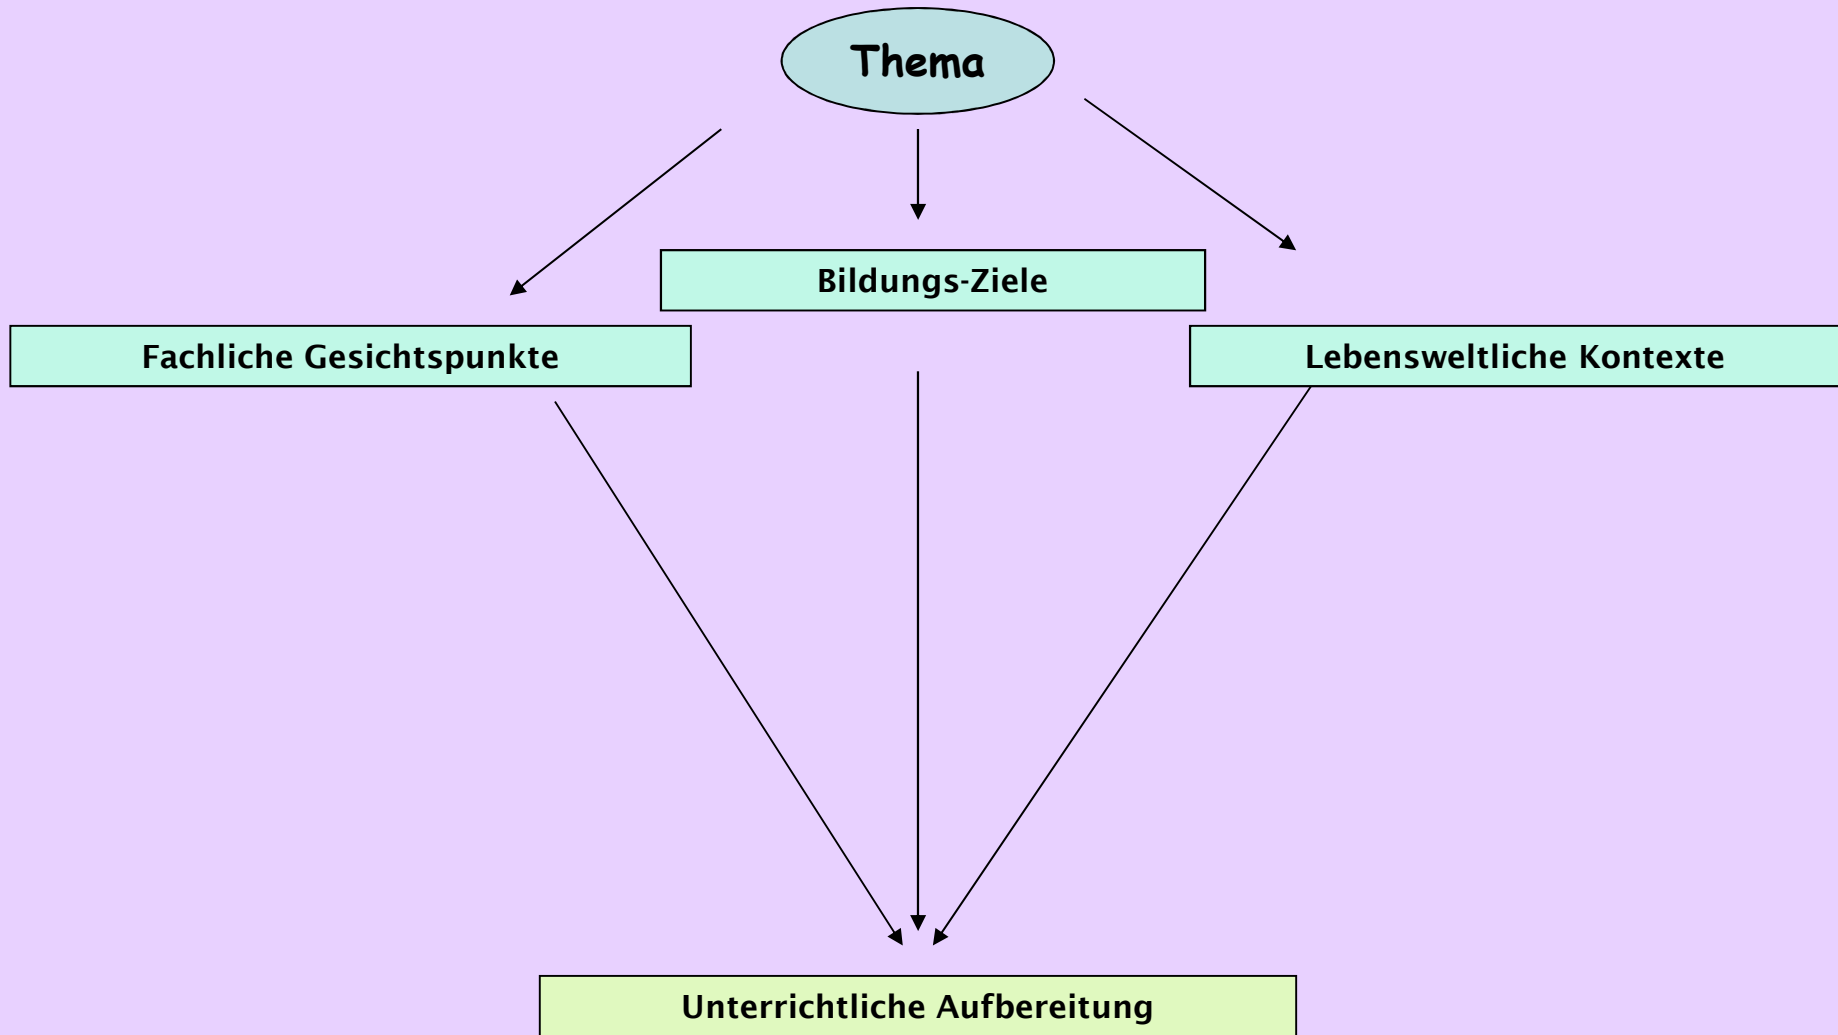 Thema
Bildungs-Ziele
Fachliche Gesichtspunkte
Lebensweltliche Kontexte
Unterrichtliche Aufbereitung